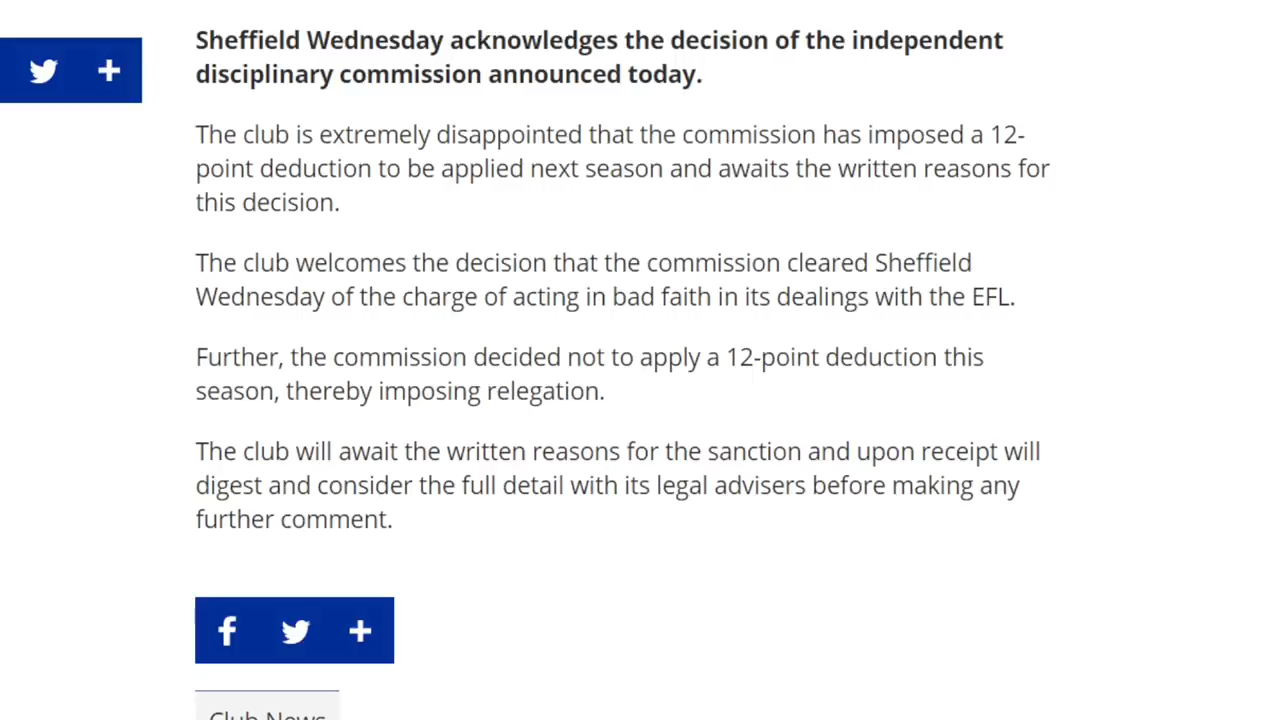 Sheffield Wednesday acknowledges the decision of the independent
disciplinary commission announced today.
The club is extremely disappointed that the commission has imposed a 12-
point deduction to be applied next season and awaits the written reasons for
this decision.
The club welcomes the decision that the commission cleared Sheffield
Wednesday of the charge of acting in bad faith in its dealings with the EFL.
Further, the commission decided not to apply a 12-point deduction this
season, thereby imposing relegation.
The club will await the written reasons for the sanction and upon receipt will
digest and consider the full detail with its legal advisers before making any
further comment.
Club News